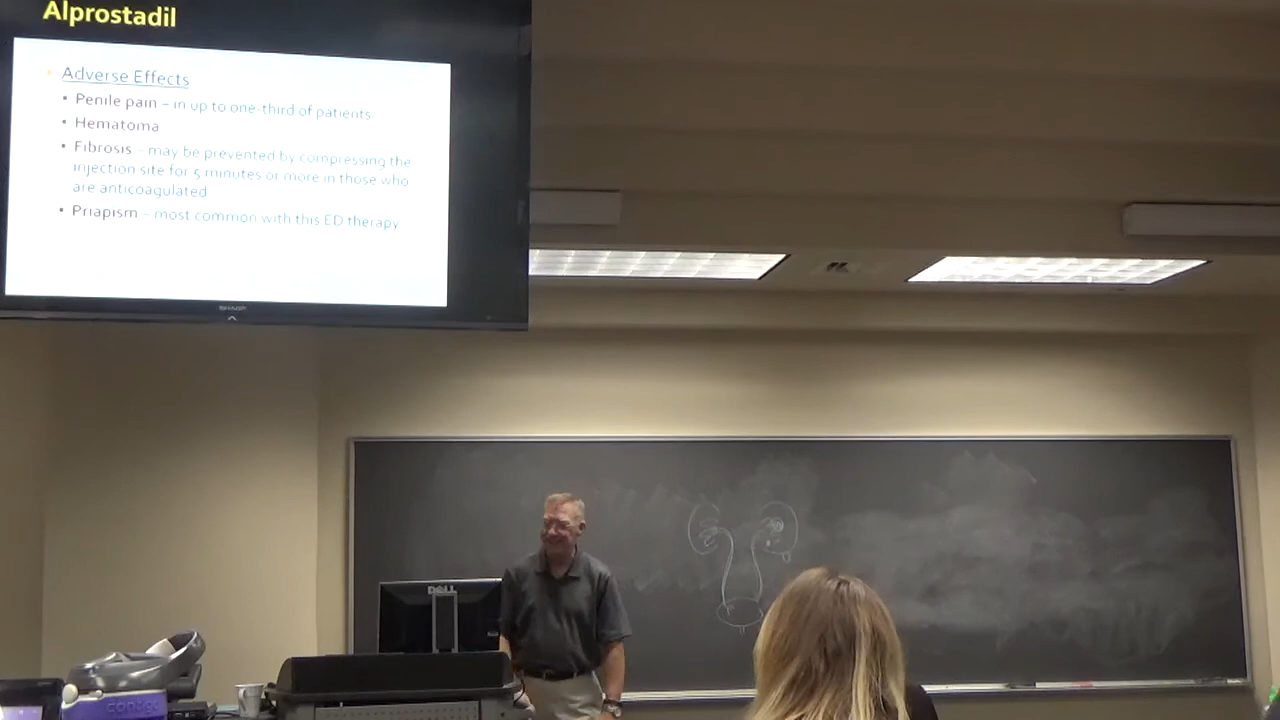 Alprostadil
Adverse Effects
• Penile pain – in up to one-third of patients
• Hematoma
• Fibrosis – may be prevented by compressing the
injection site for 5 minutes or more in those who
are anticoagulated
• Priapism – most common with this ED therapy
SHARP
DELL
contigo